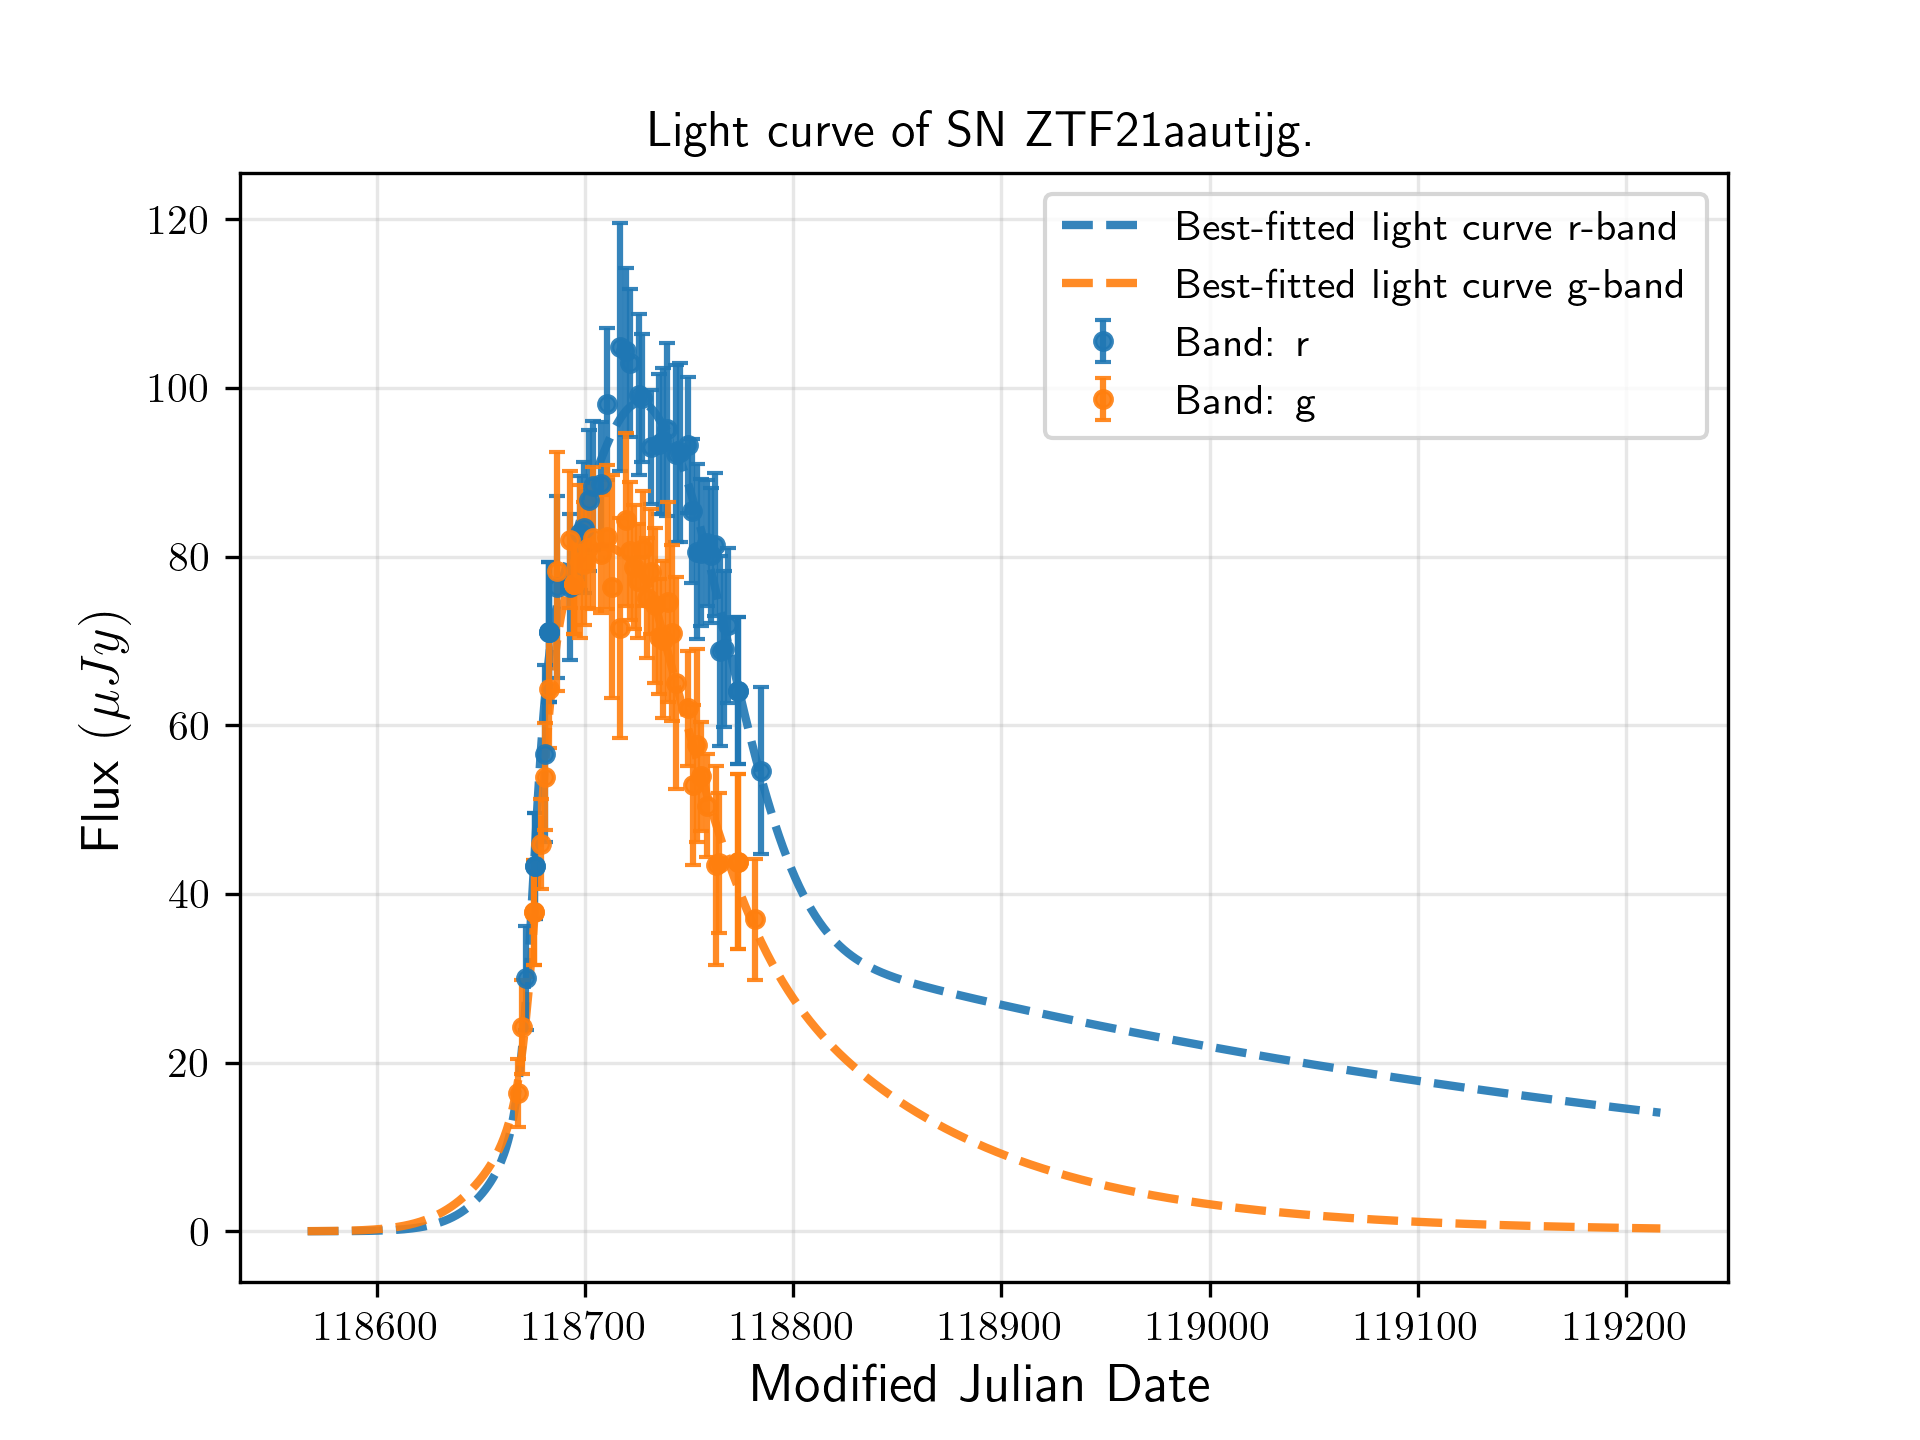 Light curve of SN ZTF21aautijg.
120
100
80
60
40
20
0
Flux (μJy)
Best-fitted light curve r-band
Best-fitted light curve g-band
Band: r
Band: g
118600 118700 118800 118900 119000 119100 119200
Modified Julian Date